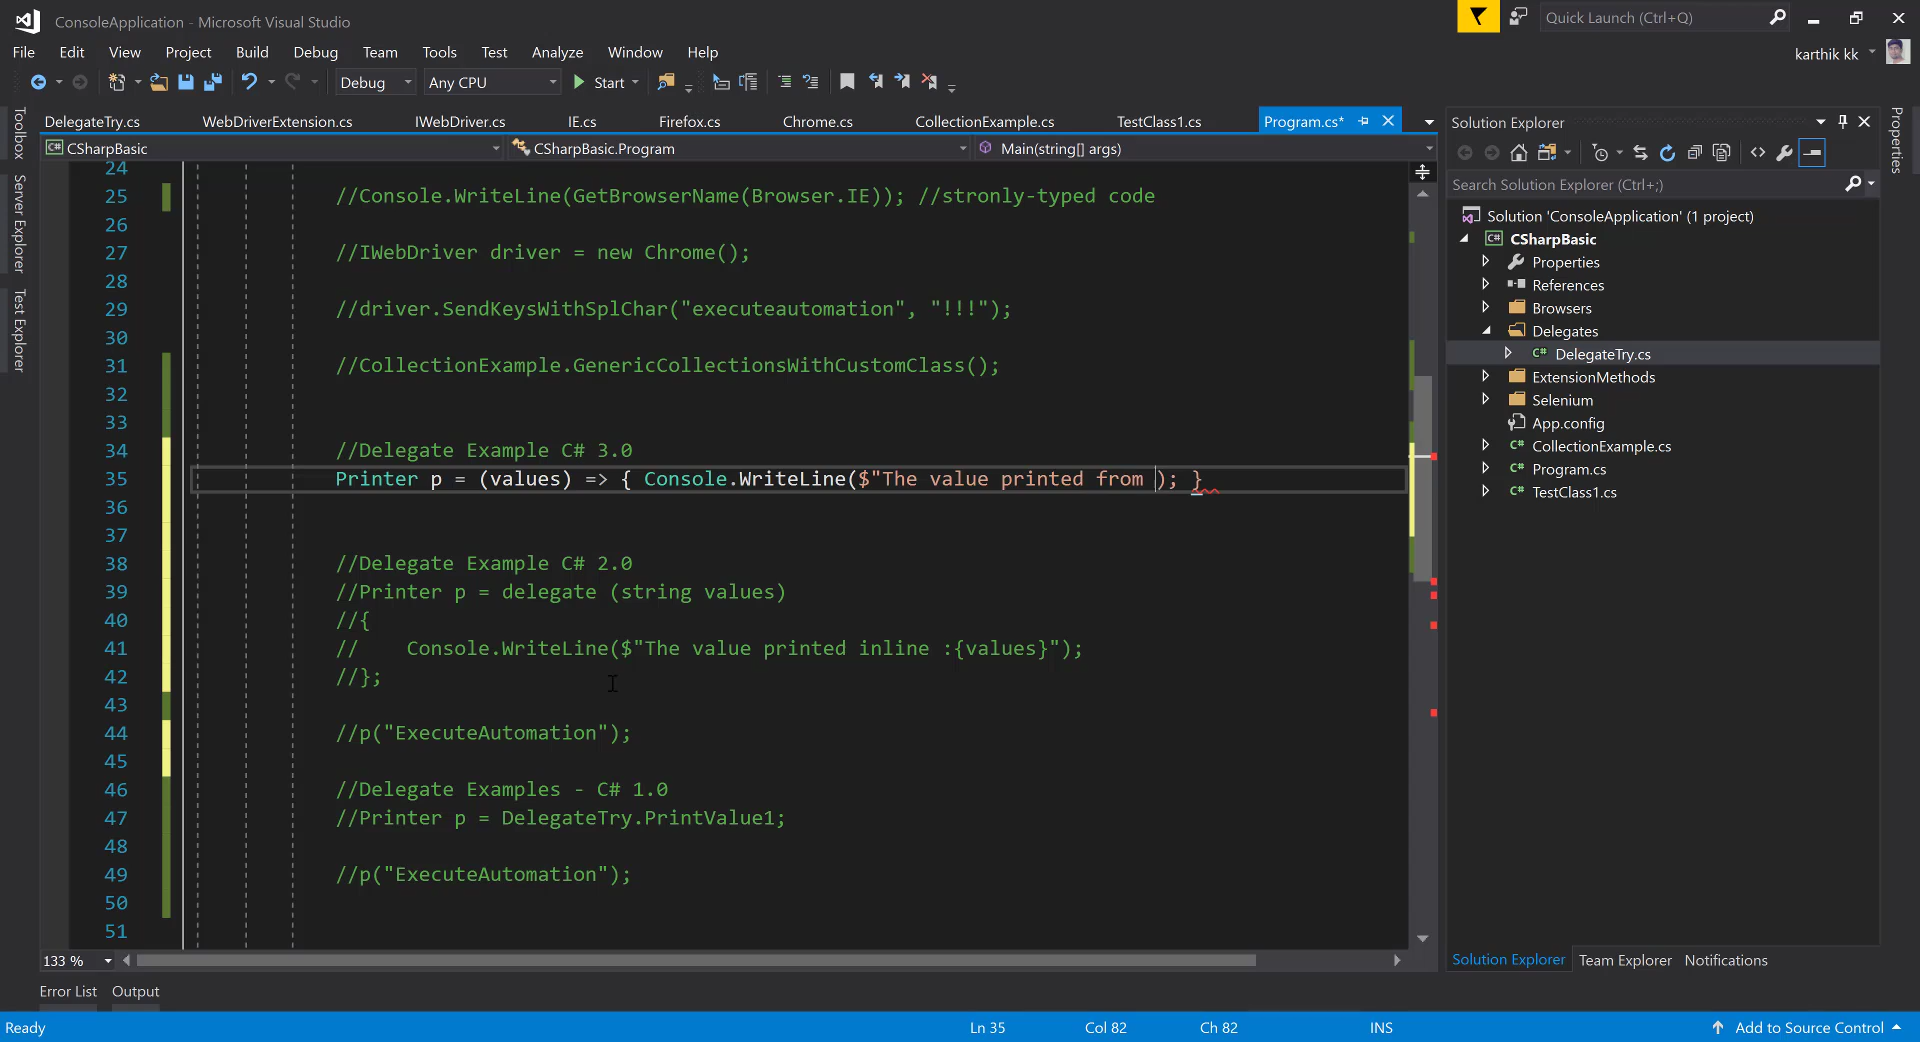 ConsoleApplication - Microsoft Visual Studio
Quick Launch (Ctrl+Q)
File Edit View Project Build Debug Team Tools Test Analyze Window Help
karthik kk
Debug Any CPU Start
DelegateTry.cs WebDriverExtension.cs IWebDriver.cs IE.cs Firefox.cs Chrome.cs CollectionExample.cs TestClass1.cs Program.cs*
CSharpBasic CSharpBasic.Program Main(string[] args)
Toolbox
Server Explorer
Test Explorer
24
25 //Console.WriteLine(GetBrowserName(Browser.IE)); //stronly-typed code
26
27 //IWebDriver driver = new Chrome();
28
29 //driver.SendKeysWithSplChar("executeautomation", "!!!");
30
31 //CollectionExample.GenericCollectionsWithCustomClass();
32
33
34 //Delegate Example C# 3.0
35 Printer p = (values) => { Console.WriteLine($"The value printed from ); }
36
37
38 //Delegate Example C# 2.0
39 //Printer p = delegate (string values)
40 //{
41 //    Console.WriteLine($"The value printed inline :{values}");
42 //};
43
44 //p("ExecuteAutomation");
45
46 //Delegate Examples - C# 1.0
47 //Printer p = DelegateTry.PrintValue1;
48
49 //p("ExecuteAutomation");
50
51
133 %
Error List Output
Solution Explorer
Search Solution Explorer (Ctrl+;)
Solution 'ConsoleApplication' (1 project)
C# CSharpBasic
Properties
References
Browsers
Delegates
C# DelegateTry.cs
ExtensionMethods
Selenium
App.config
C# CollectionExample.cs
C# Program.cs
C# TestClass1.cs
Solution Explorer Team Explorer Notifications
Properties
Ready Ln 35 Col 82 Ch 82 INS Add to Source Control